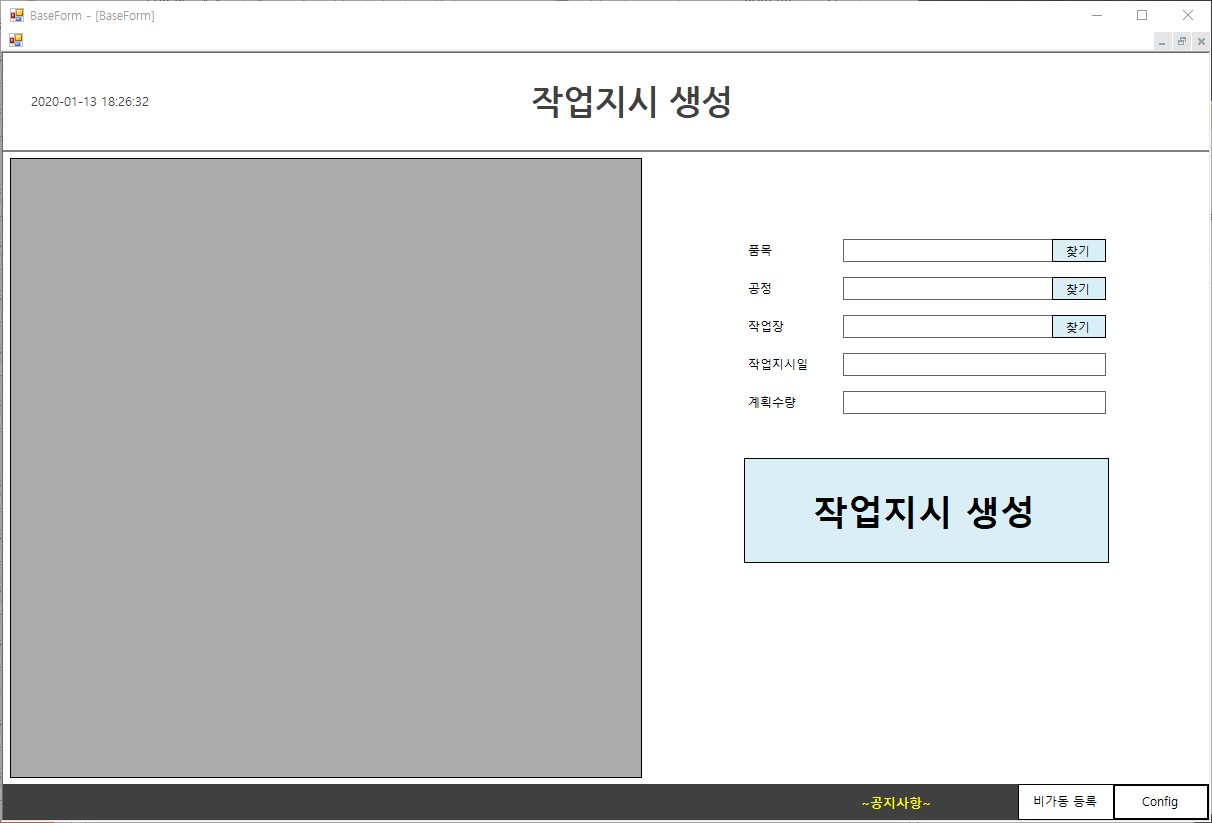 BaseForm - [BaseForm]
2020-01-13 18:26:32
작업지시 생성
품목
찾기
공정
찾기
작업장
찾기
작업지시일
계획수량
작업지시 생성
~공지사항~
비가동 등록
Config